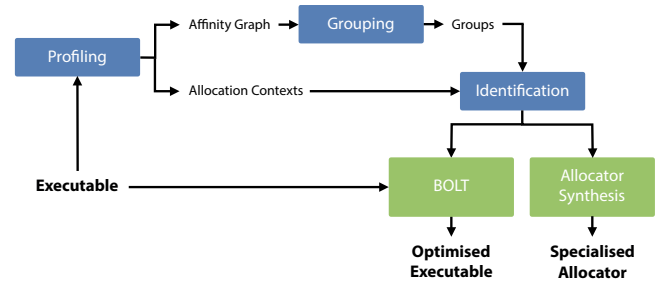 Affinity Graph
Grouping
Groups
Profiling
Allocation Contexts
Identification
Executable
BOLT
Allocator
Synthesis
Optimised
Executable
Specialised
Allocator